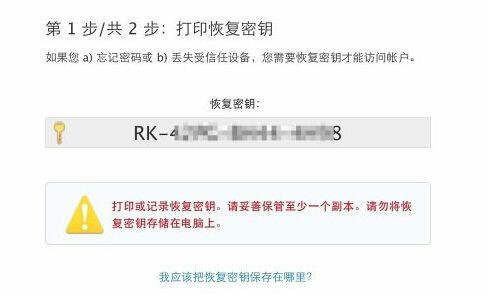 第 1 步/共 2 步：打印恢复密钥
如果您 a) 忘记密码或 b) 丢失受信任设备，您需要恢复密钥才能访问帐户。
恢复密钥：
RK-4
打印或记录恢复密钥。请妥善保管至少一个副本。请勿将恢
复密钥存储在电脑上。
我应该把恢复密钥保存在哪里？